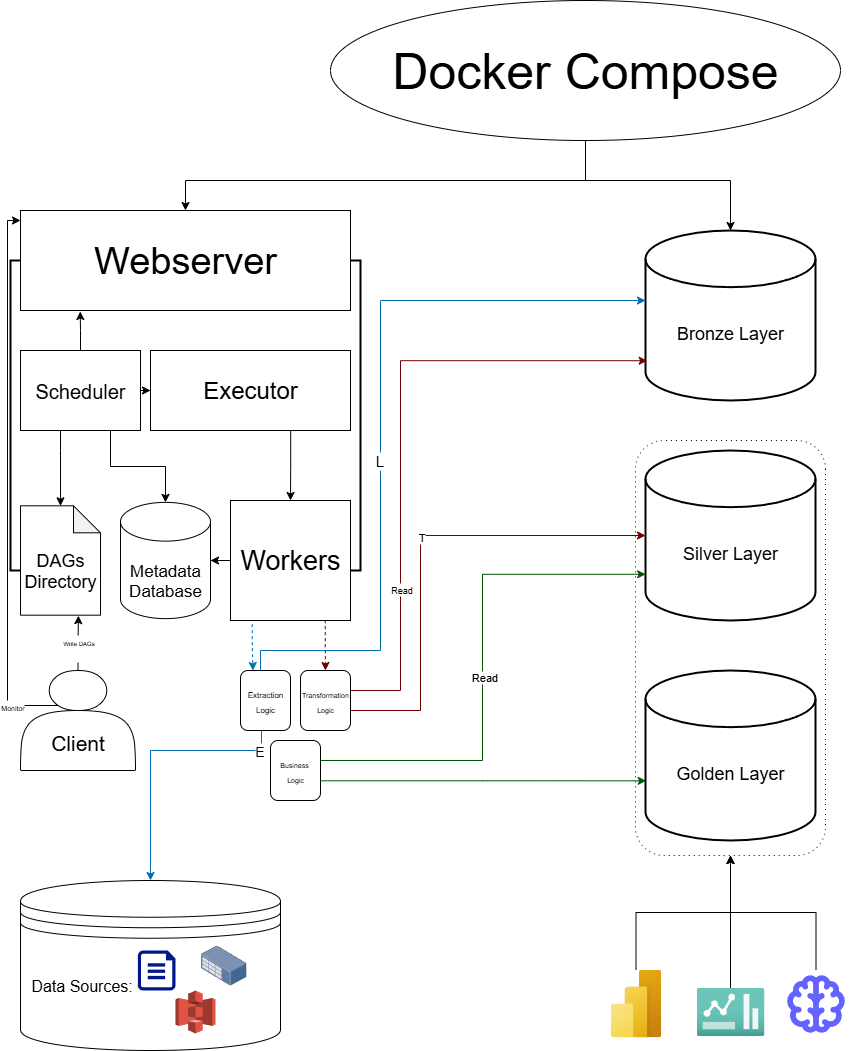 Docker Compose
Webserver
Bronze Layer
Scheduler
Executor
L
T
Silver Layer
DAGs
Directory
Metadata
Database
Workers
Read
Write DAGs
Read
Monitor
Client
Extraction
Logic
Transformation
Logic
E
Business
Logic
Golden Layer
Data Sources: